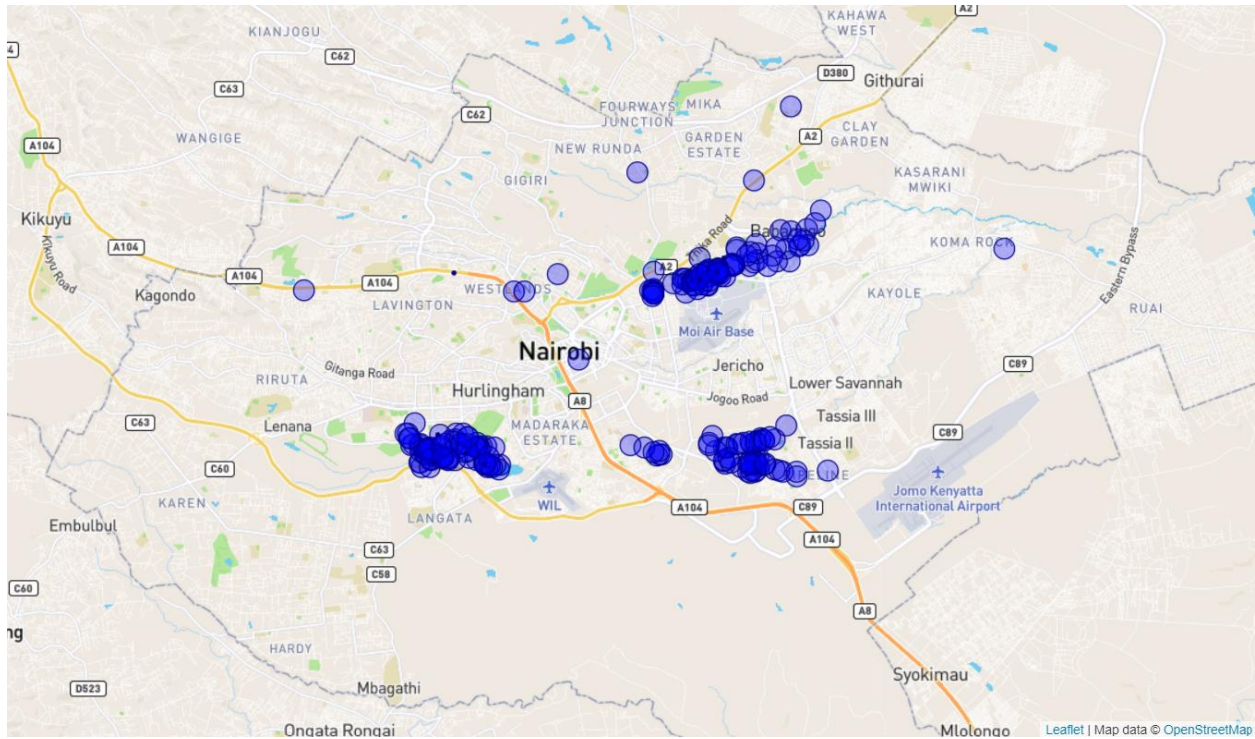 KIANJOGU
KAHAWA
WEST
A2
C62
D380
Githurai
C63
FOURWAYS
JUNCTION
MIKA
C62
WANGIGE
A104
GARDEN
ESTATE
A2
CLAY
GARDEN
NEW RUNDA
GIGIRI
KASARANI
MWIKI
Kikuyu
A104
Kikuyu Road
KOMA ROCK
Eastern Bypass
A2
A104
A104
Kagondo
LAVINGTON
KAYOLE
RUAI
Moi Air Base
Nairobi
Gitanga Road
Jericho
C89
RIRUTA
Hurlingham
Lower Savannah
Jogoo Road
A8
C63
Lenana
MADARAKA
ESTATE
Tassia III
C89
Tassia II
C60
KAREN
WIL
Jomo Kenyatta
International Airport
A104
C89
LANGATA
Embulbul
A104
C63
C58
C60
A8
ng
HARDY
Syokimau
D523
Mbagathi
Ongata Rongai
Mlolongo
Leaflet | Map data © OpenStreetMap